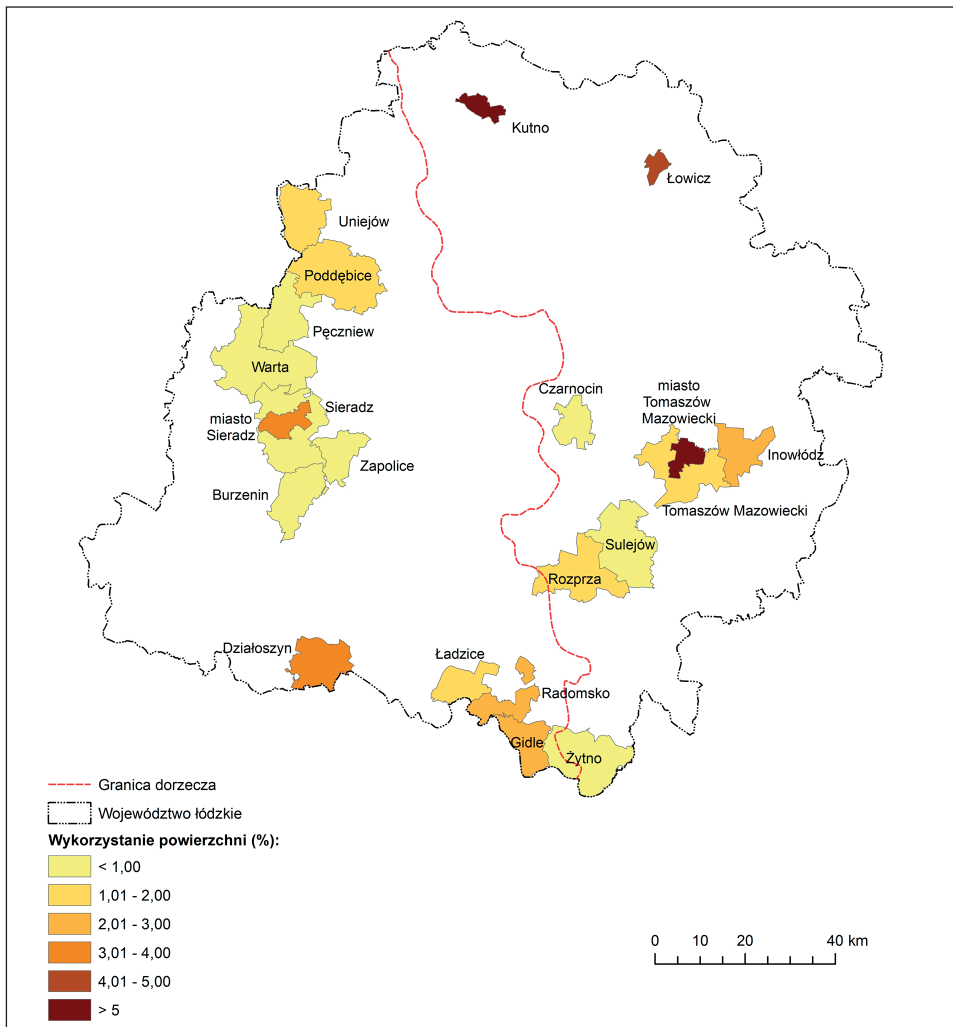 Kutno
Łowicz
Uniejów
Poddębice
Pęczniew
Warta
Czarnocin
miasto
Tomaszów
Mazowiecki
miasto
Sieradz
Sieradz
Inowłódz
Zapolice
Burzenin
Tomaszów Mazowiecki
Sulejów
Rozprza
Działoszyn
Ładzice
Radomsko
Gidle
Żytno
Granica dorzecza
Województwo łódzkie
Wykorzystanie powierzchni (%):
< 1,00
1,01 - 2,00
2,01 - 3,00
3,01 - 4,00
4,01 - 5,00
> 5
0 10 20 40 km